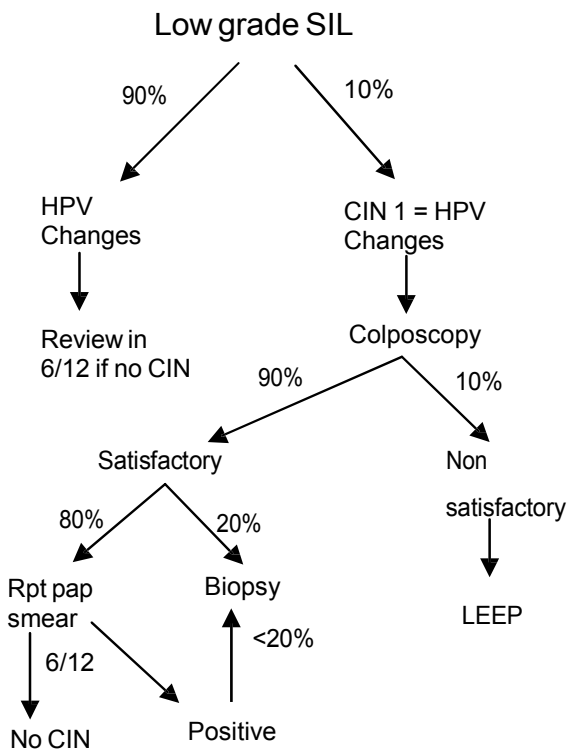 Low grade SIL
90%
10%
HPV
Changes
CIN 1 = HPV
Changes
Review in
6/12 if no CIN
Colposcopy
90%
10%
Satisfactory
Non
satisfactory
80%
20%
Rpt pap
smear
Biopsy
LEEP
6/12
<20%
No CIN
Positive